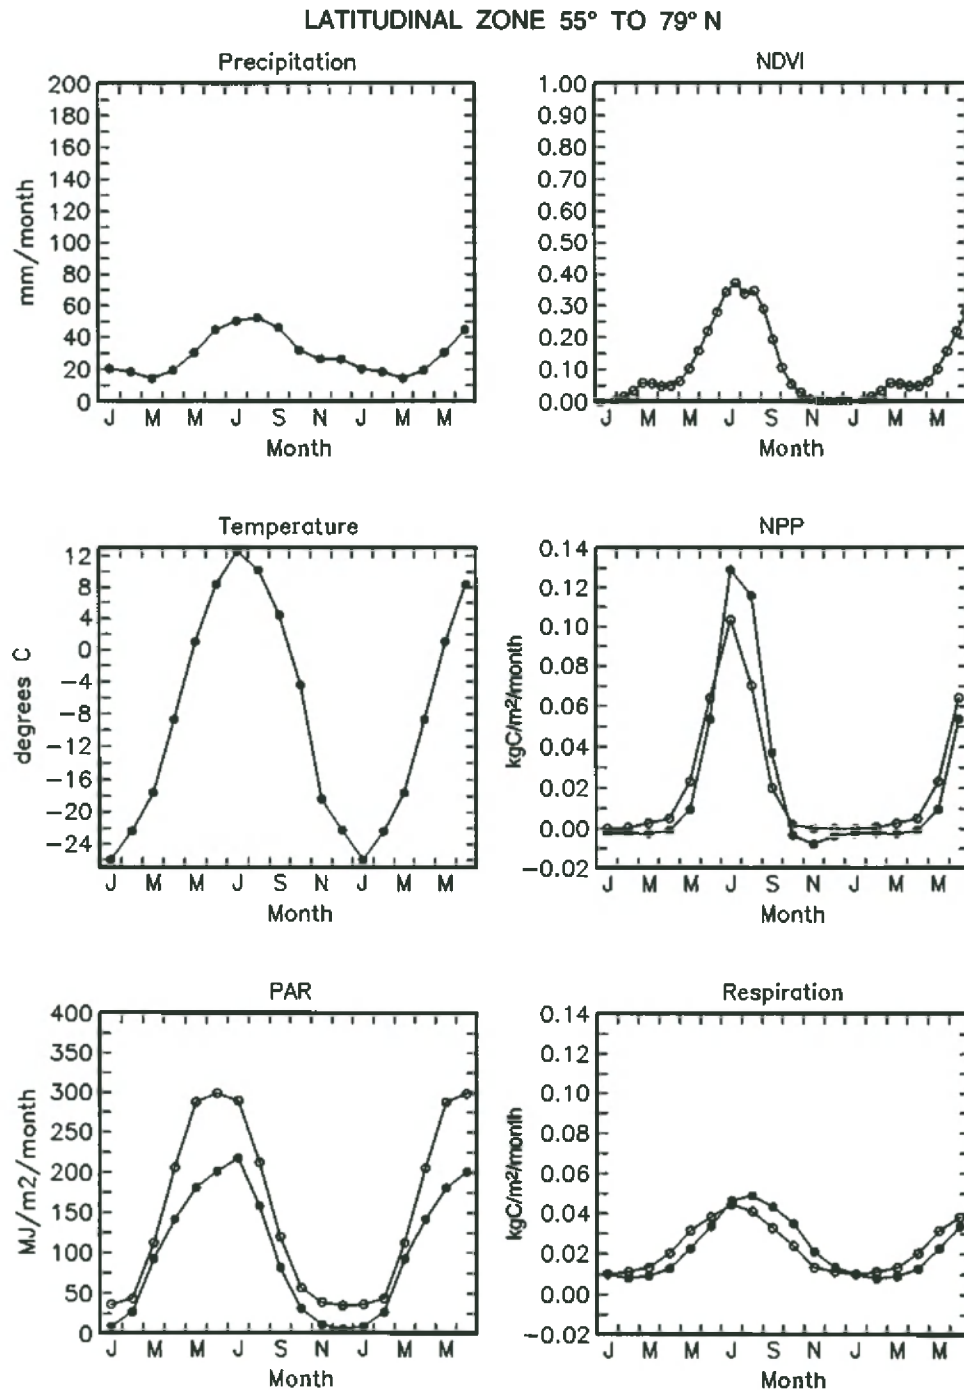 LATITUDINAL ZONE 55° TO 79° N
Precipitation
200
180
160
140
120
100
80
60
40
20
0
mm/month
J M M J S N J M M
Month
NDVI
1.00
0.90
0.80
0.70
0.60
0.50
0.40
0.30
0.20
0.10
0.00
J M M J S N J M M
Month
Temperature
12
8
4
0
−4
−8
−12
−16
−20
−24
degrees C
J M M J S N J M M
Month
NPP
0.14
0.12
0.10
0.08
0.06
0.04
0.02
0.00
−0.02
kgC/m²/month
J M M J S N J M M
Month
PAR
400
350
300
250
200
150
100
50
0
MJ/m2/month
J M M J S N J M M
Month
Respiration
0.14
0.12
0.10
0.08
0.06
0.04
0.02
0.00
−0.02
kgC/m²/month
J M M J S N J M M
Month